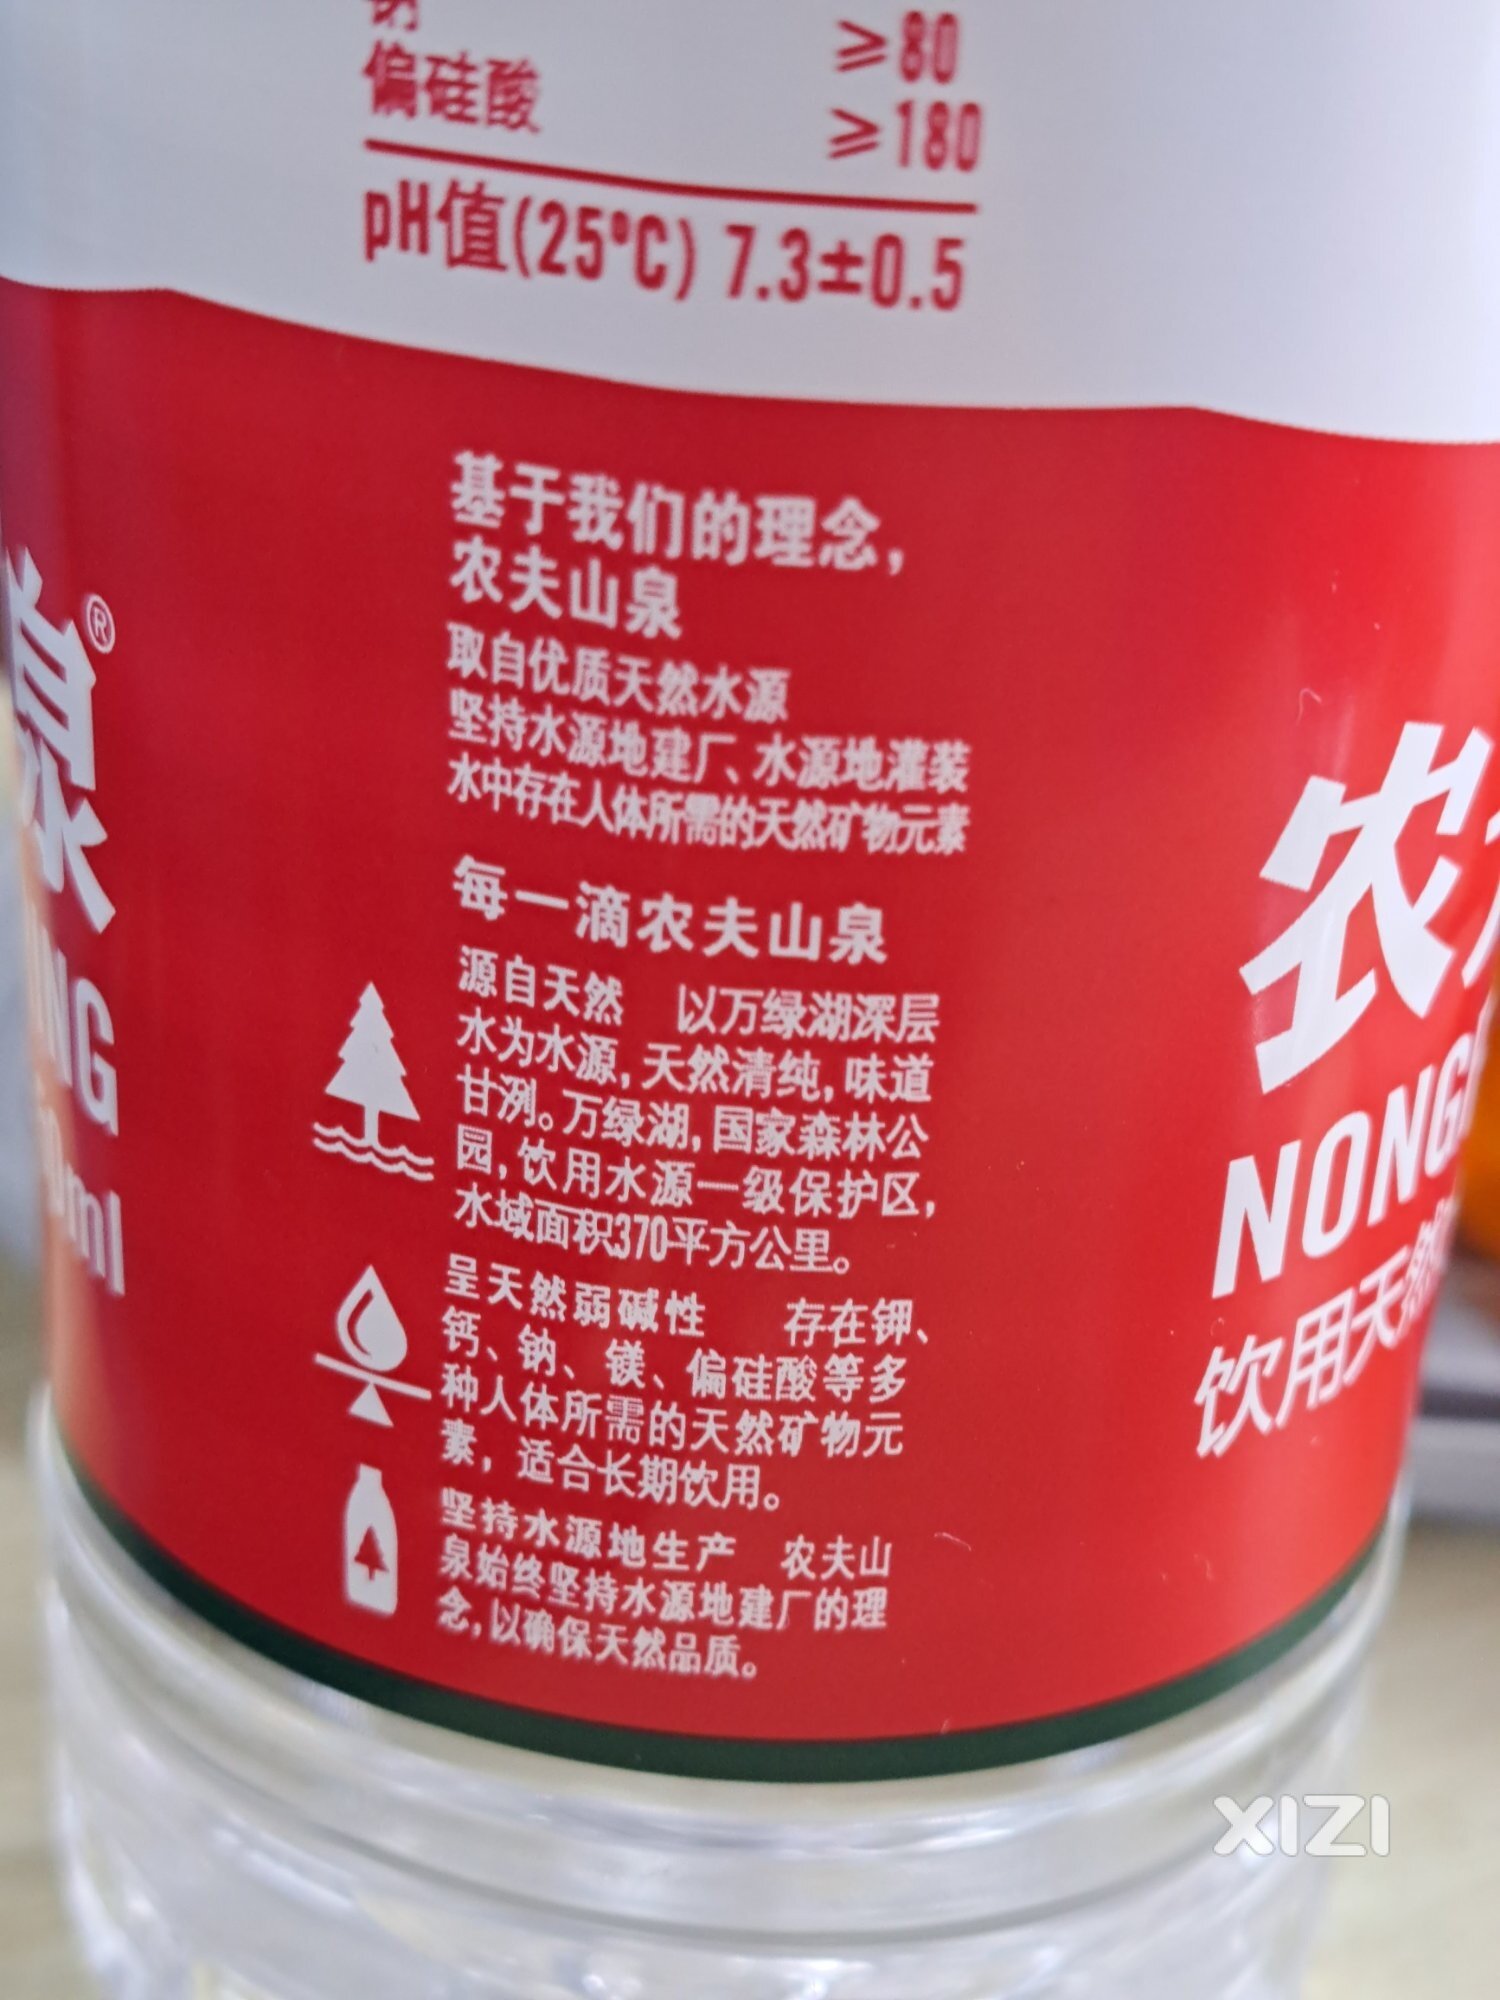 钠 ≥80
偏硅酸 ≥180
pH值(25℃) 7.3±0.5
基于我们的理念，
农夫山泉
取自优质天然水源
坚持水源地建厂、水源地灌装
水中存在人体所需的天然矿物元素
每一滴农夫山泉
源自天然 以万绿湖深层
水为水源，天然清纯，味道
甘洌。万绿湖，国家森林公
园，饮用水源一级保护区，
水域面积370平方公里。
呈天然弱碱性 存在钾、
钙、钠、镁、偏硅酸等多
种人体所需的天然矿物元
素，适合长期饮用。
坚持水源地生产 农夫山
泉始终坚持水源地建厂的理
念，以确保天然品质。
泉®
NG
0ml
农
NONG
饮用天然
XIZI